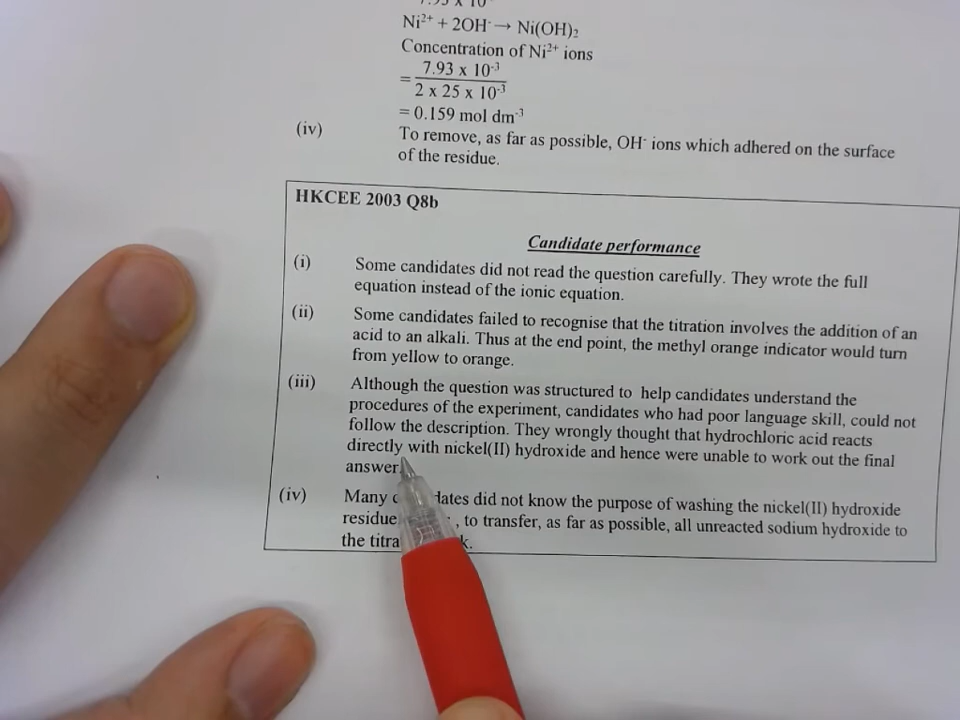 Ni²⁺ + 2OH⁻ → Ni(OH)₂
Concentration of Ni²⁺ ions
= 7.93 x 10⁻³
2 x 25 x 10⁻³
= 0.159 mol dm⁻³
(iv) To remove, as far as possible, OH⁻ ions which adhered on the surface
of the residue.
HKCEE 2003 Q8b
Candidate performance
(i) Some candidates did not read the question carefully. They wrote the full
equation instead of the ionic equation.
(ii) Some candidates failed to recognise that the titration involves the addition of an
acid to an alkali. Thus at the end point, the methyl orange indicator would turn
from yellow to orange.
(iii) Although the question was structured to help candidates understand the
procedures of the experiment, candidates who had poor language skill, could not
follow the description. They wrongly thought that hydrochloric acid reacts
directly with nickel(II) hydroxide and hence were unable to work out the final
answer
(iv) Many did not know the purpose of washing the nickel(II) hydroxide
residue , to transfer, as far as possible, all unreacted sodium hydroxide to
the